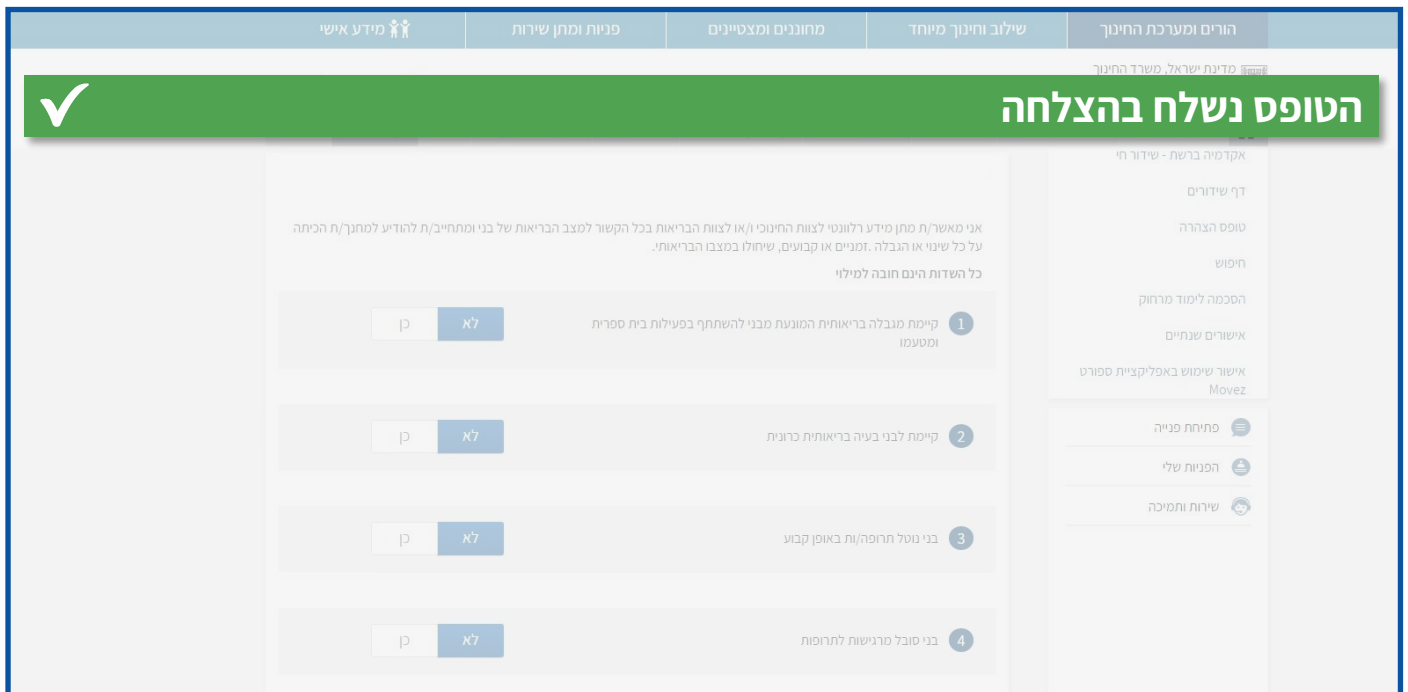 הורים ומערכת החינוך
שילוב וחינוך מיוחד
מחוננים ומצטיינים
פניות ומתן שירות
מידע אישי
מדינת ישראל, משרד החינוך
הטופס נשלח בהצלחה
אקדמיה ברשת - שידור חי
דף שידורים
טופס הצהרה
חיפוש
הסכמה לימוד מרחוק
אישורים שנתיים
אישור שימוש באפליקציית ספורט
Movez
פתיחת פנייה
הפניות שלי
שירות ותמיכה
אני מאשר/ת מתן מידע רלוונטי לצוות החינוכי ו/או לצוות הבריאות בכל הקשור למצב הבריאות של בני ומתחייב/ת להודיע למחנך/ת הכיתה
על כל שינוי או הגבלה .זמניים או קבועים, שיחולו במצבו הבריאותי.
כל השדות הינם חובה למילוי
1 קיימת מגבלה בריאותית המונעת מבני להשתתף בפעילות בית ספרית
ומטעמו
לא כן
2 קיימת לבני בעיה בריאותית כרונית
לא כן
3 בני נוטל תרופה/ות באופן קבוע
לא כן
4 בני סובל מרגישות לתרופות
לא כן